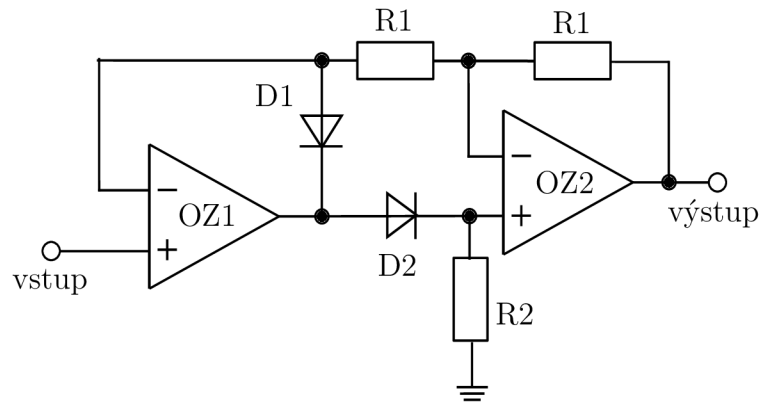 R1
R1
D1
−
OZ1
+
vstup
D2
−
OZ2
+
výstup
R2